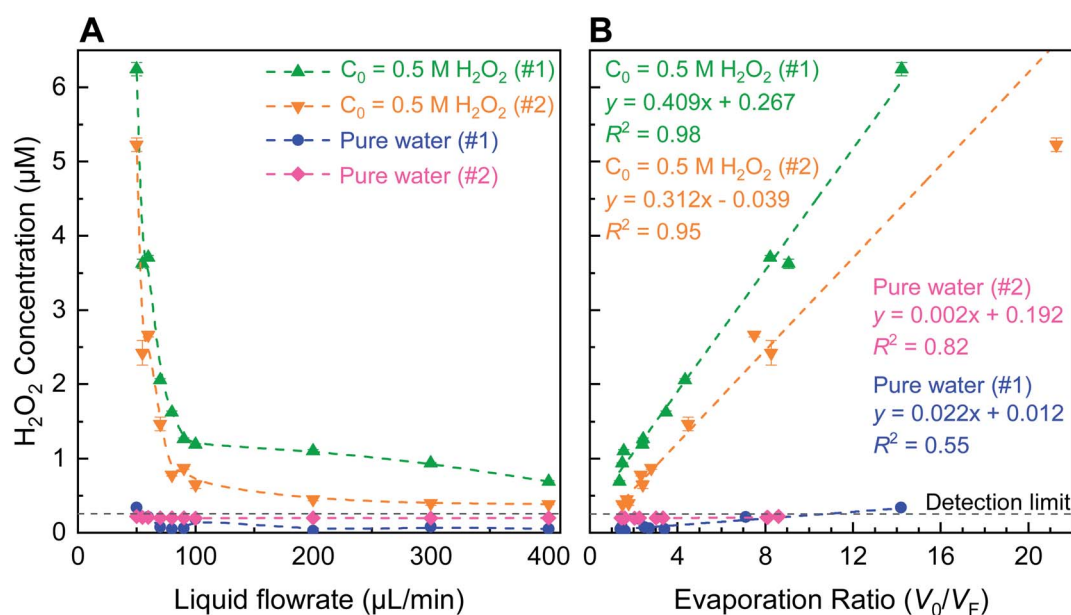 A
B
H₂O₂ Concentration (µM)
6
5
4
3
2
1
0
C₀ = 0.5 M H₂O₂ (#1)
C₀ = 0.5 M H₂O₂ (#2)
Pure water (#1)
Pure water (#2)
100
200
300
400
Liquid flowrate (µL/min)
C₀ = 0.5 M H₂O₂ (#1)
y = 0.409x + 0.267
R² = 0.98
C₀ = 0.5 M H₂O₂ (#2)
y = 0.312x - 0.039
R² = 0.95
Pure water (#2)
y = 0.002x + 0.192
R² = 0.82
Pure water (#1)
y = 0.022x + 0.012
R² = 0.55
Detection limit
0
4
8
12
16
20
Evaporation Ratio (V₀/V_F)